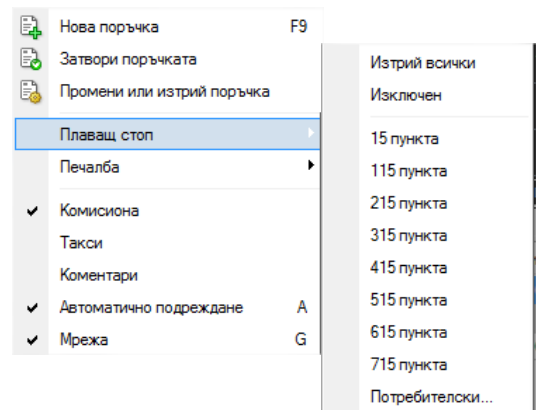 Нова поръчка F9
Затвори поръчката
Промени или изтрий поръчка
Плаващ стоп
Печалба
Комисиона
Такси
Коментари
Автоматично подреждане A
Мрежа G
Изтрий всички
Изключен
15 пункта
115 пункта
215 пункта
315 пункта
415 пункта
515 пункта
615 пункта
715 пункта
Потребителски...